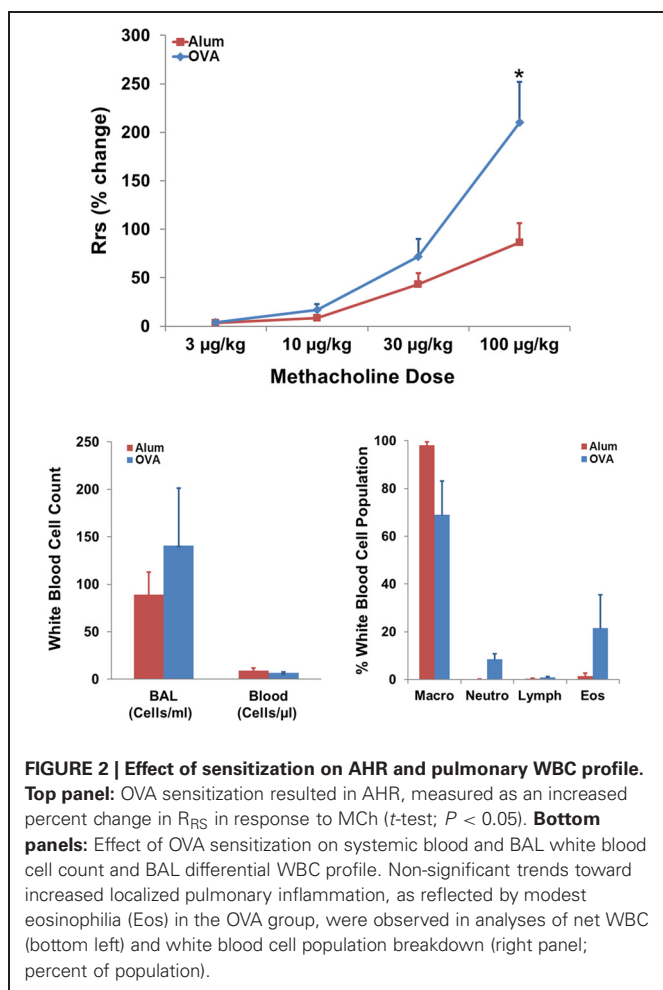 300
250
200
150
100
50
0
Rrs (% change)
Alum
OVA
*
3 µg/kg 10 µg/kg 30 µg/kg 100 µg/kg
Methacholine Dose
250
200
150
100
50
0
White Blood Cell Count
Alum
OVA
BAL Blood
(Cells/ml) (Cells/µl)
100
80
60
40
20
0
% White Blood Cell Population
Alum
OVA
Macro Neutro Lymph Eos
FIGURE 2 | Effect of sensitization on AHR and pulmonary WBC profile.
Top panel: OVA sensitization resulted in AHR, measured as an increased
percent change in RRS in response to MCh (t-test; P < 0.05). Bottom
panels: Effect of OVA sensitization on systemic blood and BAL white blood
cell count and BAL differential WBC profile. Non-significant trends toward
increased localized pulmonary inflammation, as reflected by modest
eosinophilia (Eos) in the OVA group, were observed in analyses of net WBC
(bottom left) and white blood cell population breakdown (right panel;
percent of population).